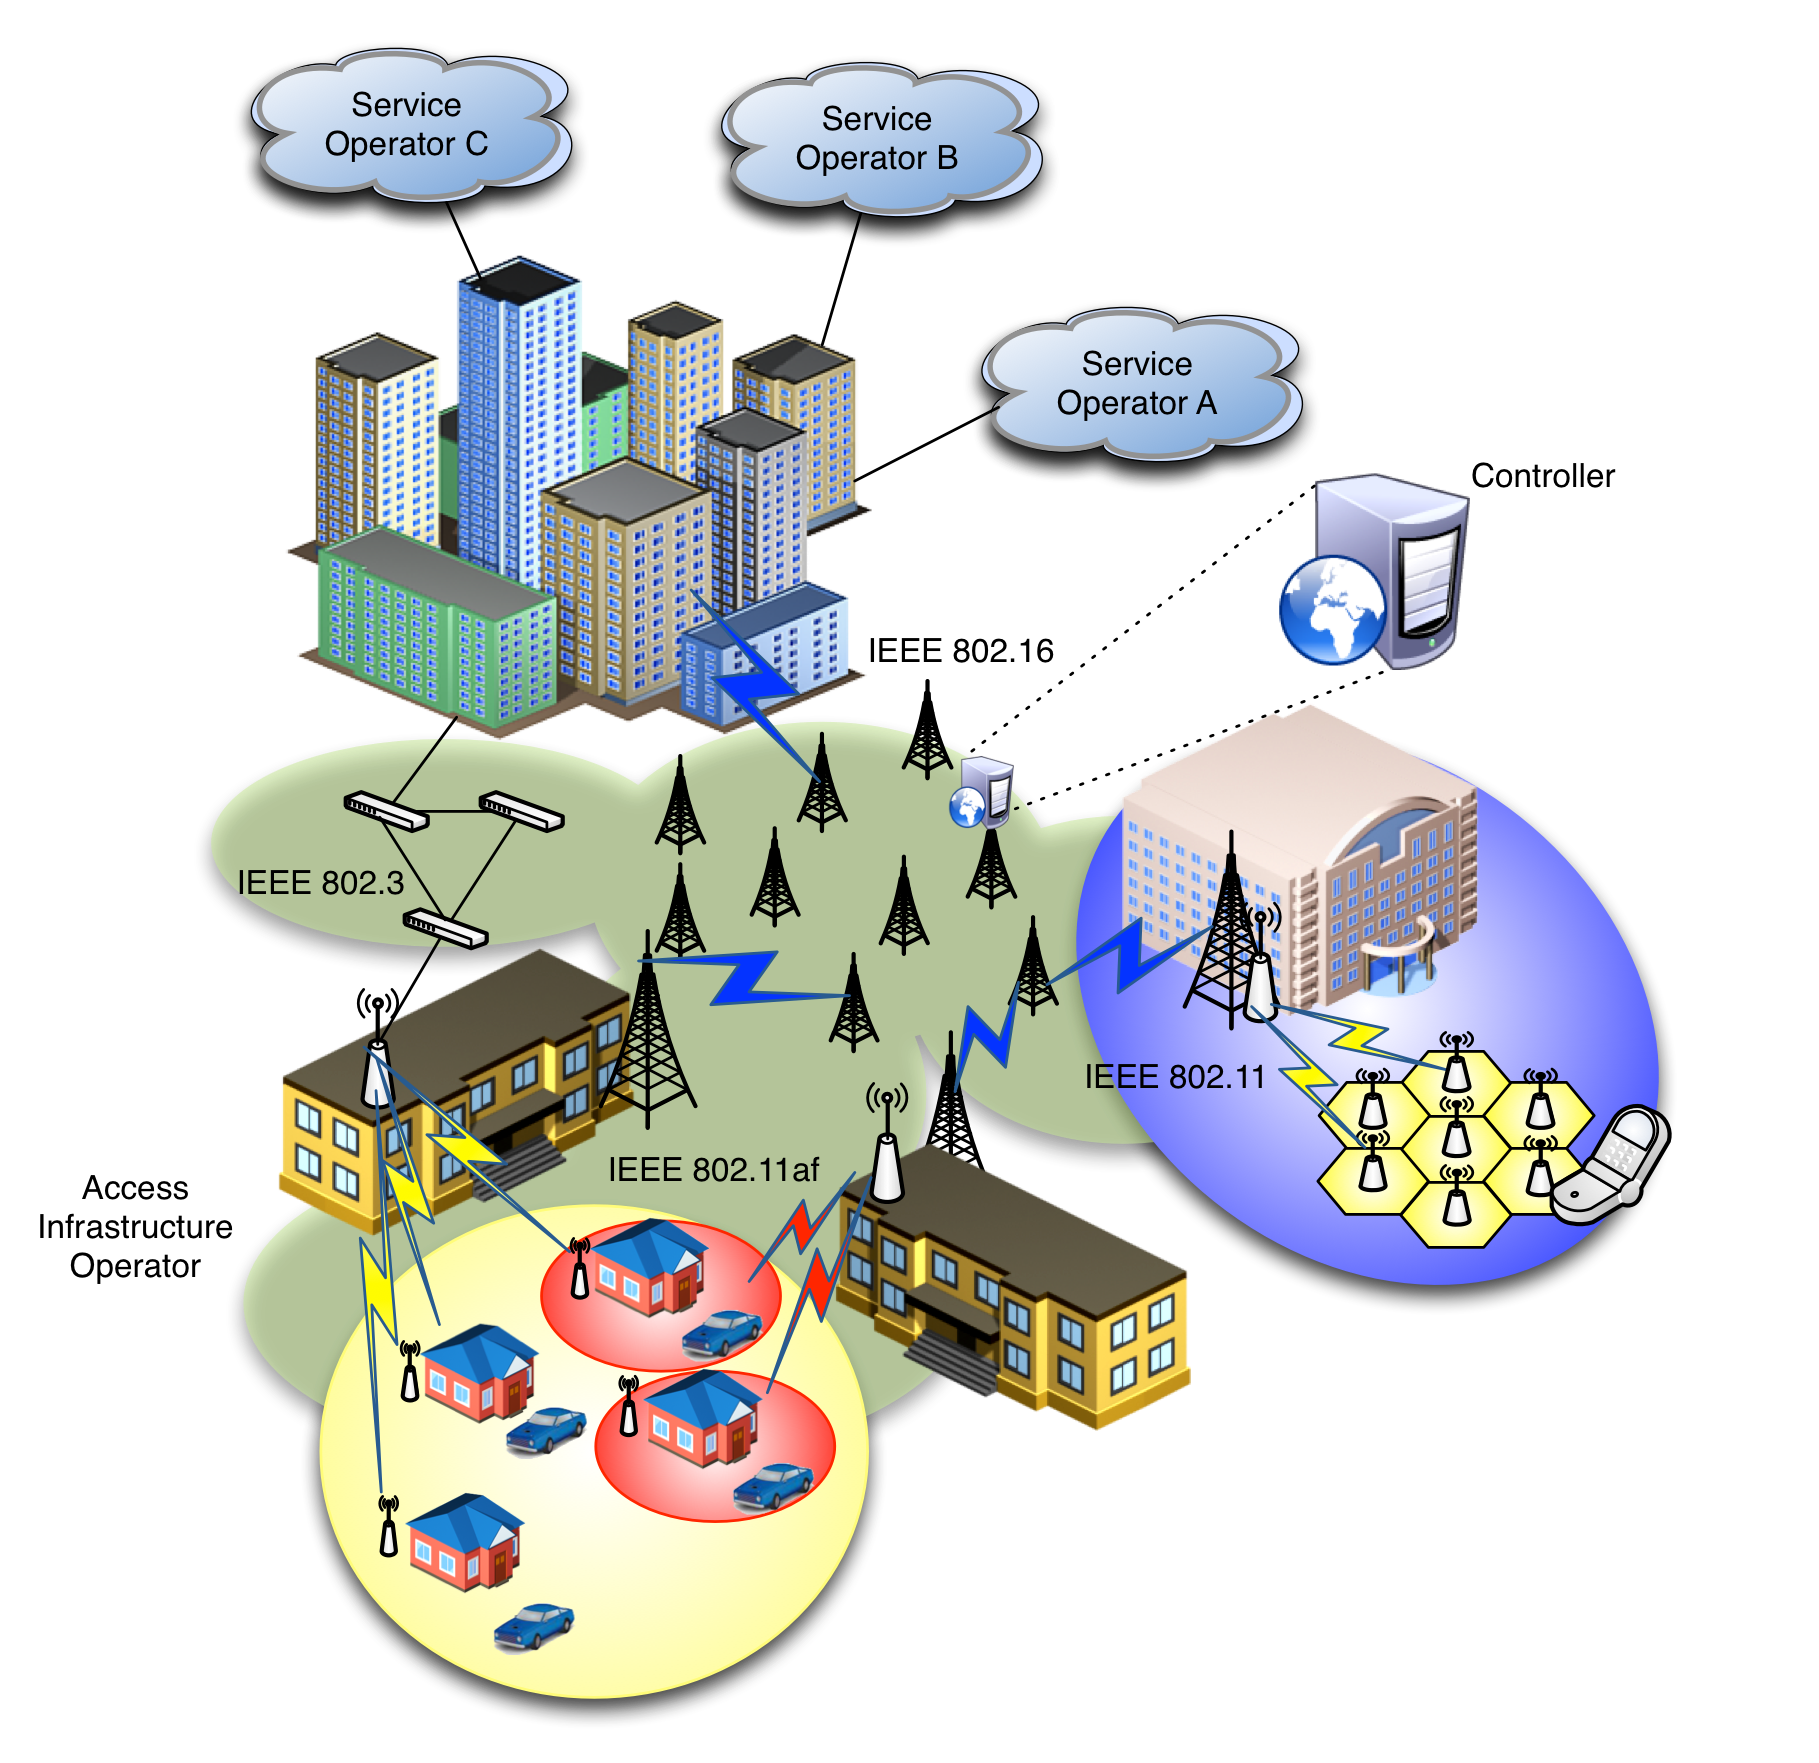 Service
Operator C
Service
Operator B
Service
Operator A
Controller
IEEE 802.16
IEEE 802.3
IEEE 802.11
IEEE 802.11af
Access
Infrastructure
Operator